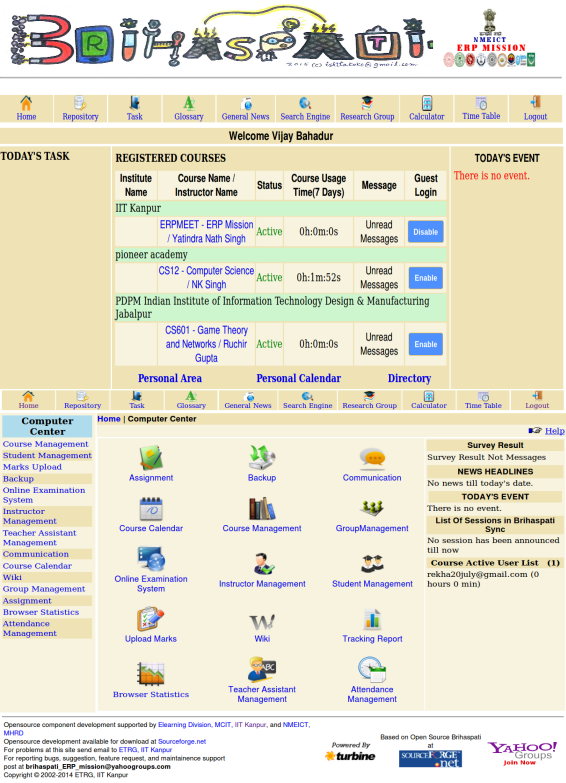 BRiHASPATI
2016 (c) ishitatuke@gmail.com
NMEICT
ERP MISSION
Home Repository Task Glossary General News Search Engine Research Group Calculator Time Table Logout
Welcome Vijay Bahadur
TODAY'S TASK
REGISTERED COURSES
Institute Name Course Name / Instructor Name Status Course Usage Time(7 Days) Message Guest Login
IIT Kanpur
ERPMEET - ERP Mission / Yatindra Nath Singh Active 0h:0m:0s Unread Messages Disable
pioneer academy
CS12 - Computer Science / NK Singh Active 0h:1m:52s Unread Messages Enable
PDPM Indian Institute of Information Technology Design & Manufacturing
Jabalpur
CS601 - Game Theory and Networks / Ruchir Gupta Active 0h:0m:0s Unread Messages Enable
Personal Area Personal Calendar Directory
TODAY'S EVENT
There is no event.
Home Repository Task Glossary General News Search Engine Research Group Calculator Time Table Logout
Computer
Center
Course Management
Student Management
Marks Upload
Backup
Online Examination
System
Instructor
Management
Teacher Assistant
Management
Communication
Course Calendar
Wiki
Group Management
Assignment
Browser Statistics
Attendance
Management
Home | Computer Center
Help
Assignment Backup Communication
Course Calendar Course Management GroupManagement
Online Examination System Instructor Management Student Management
Upload Marks Wiki Tracking Report
Browser Statistics Teacher Assistant Management Attendance Management
Survey Result
Survey Result Not Messages
NEWS HEADLINES
No news till today's date.
TODAY'S EVENT
There is no event.
List Of Sessions in Brihaspati
Sync
No session has been announced
till now
Course Active User List (1)
rekha20july@gmail.com (0
hours 0 min)
Opensource component development supported by Elearning Division, MCIT, IIT Kanpur, and NMEICT,
MHRD
Opensource development available for download at Sourceforge.net
For problems at this site send email to ETRG, IIT Kanpur
For reporting bugs, suggestion, feature request, and maintainence support
post at brihaspati_ERP_mission@yahoogroups.com
Copyright © 2002-2014 ETRG, IIT Kanpur
Powered By
turbine
Based on Open Source Brihaspati
at
SOURCEFORGE
.net
YAHOO!
Groups
Join Now